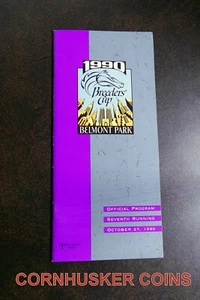 1990
Breeders'
Cup
BELMONT PARK
OFFICIAL PROGRAM
SEVENTH RUNNING
OCTOBER 27, 1990
CORNHUSKER COINS